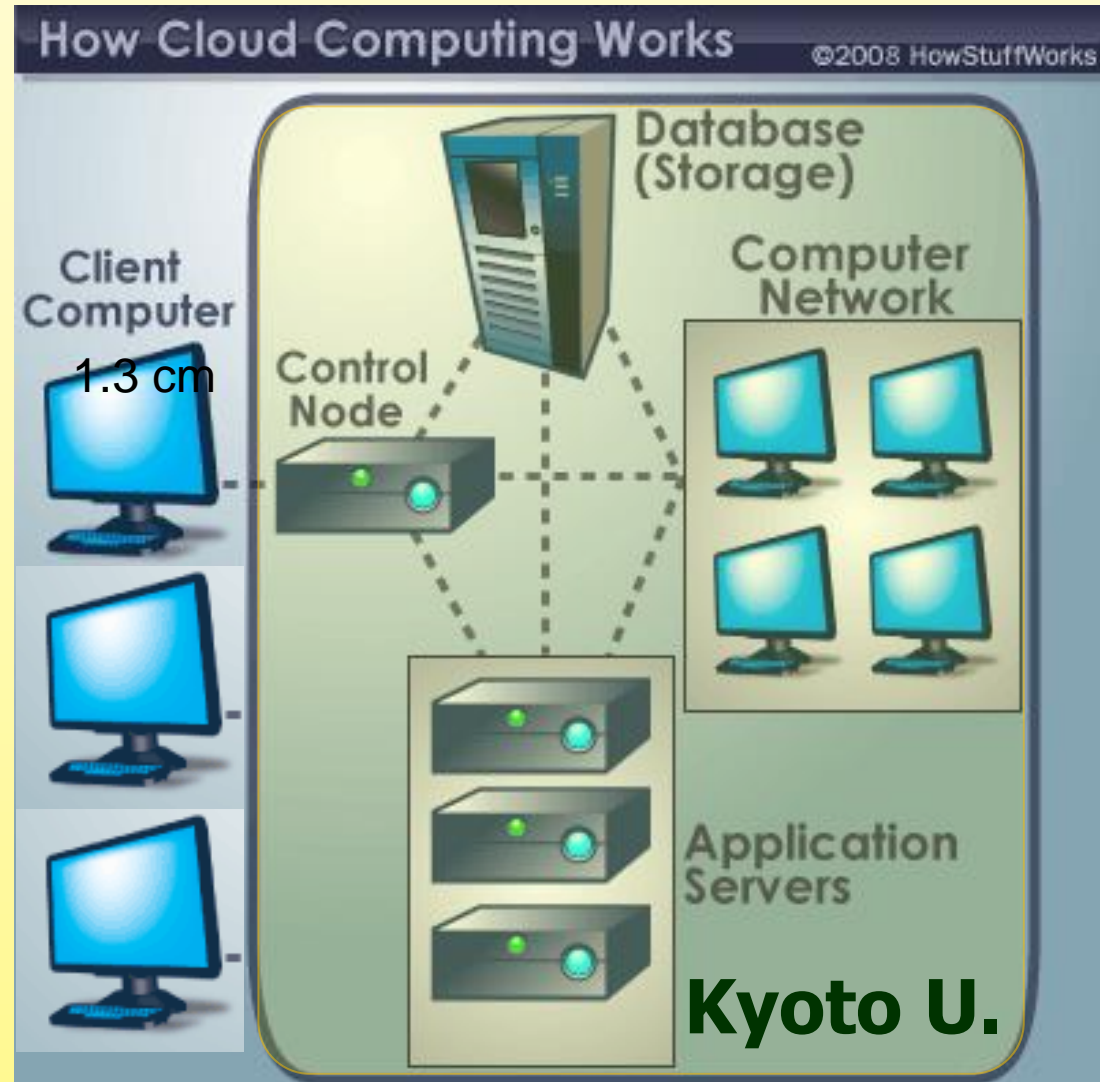 How Cloud Computing Works
©2008 HowStuffWorks
Database
(Storage)
Computer
Network
Client
Computer
1.3 cm
Control
Node
Application
Servers
Kyoto U.